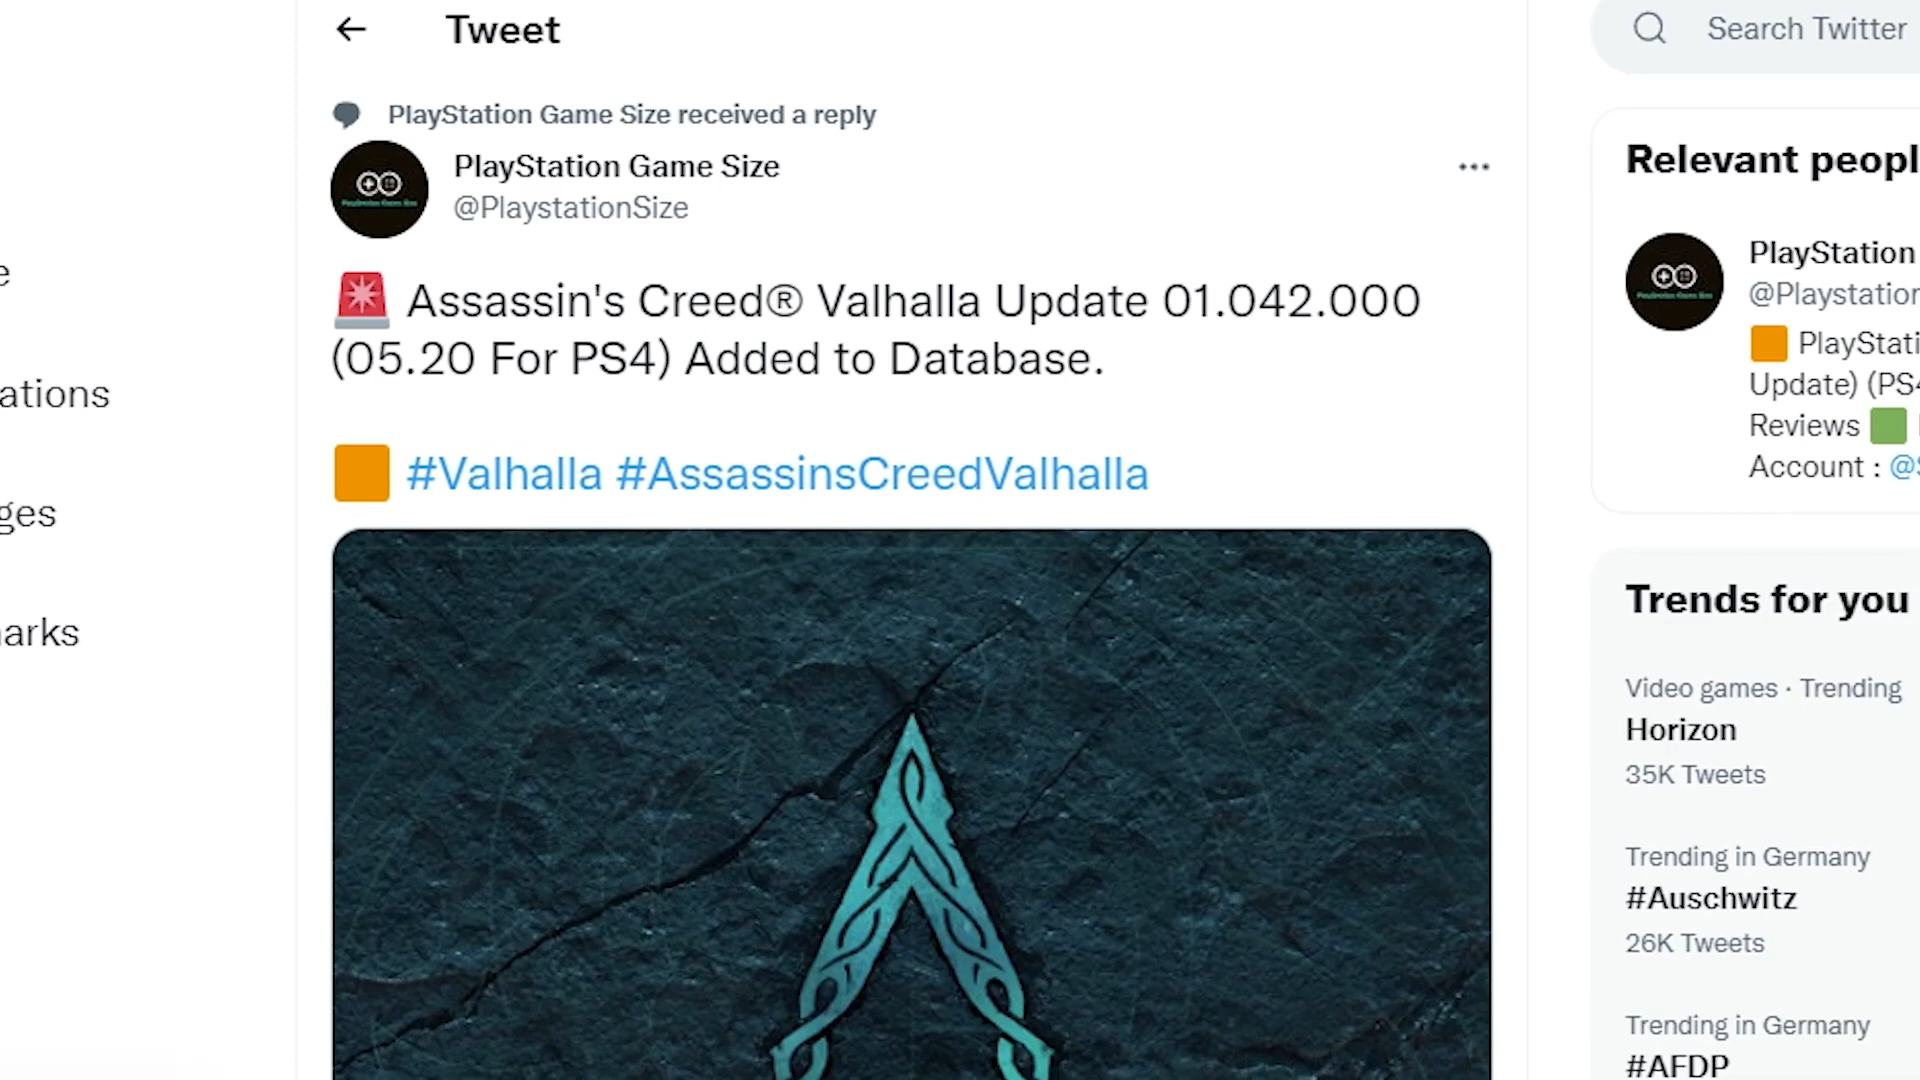 Tweet
Search Twitter
PlayStation Game Size received a reply
PlayStation Game Size
@PlaystationSize
🚨 Assassin's Creed® Valhalla Update 01.042.000
(05.20 For PS4) Added to Database.
🟧 #Valhalla #AssassinsCreedValhalla
e
ations
ges
arks
Relevant peopl
PlayStation
@Playstation
🟧 PlayStati
Update) (PS4
Reviews 🟩
Account : @S
Trends for you
Video games · Trending
Horizon
35K Tweets
Trending in Germany
#Auschwitz
26K Tweets
Trending in Germany
#AFDP